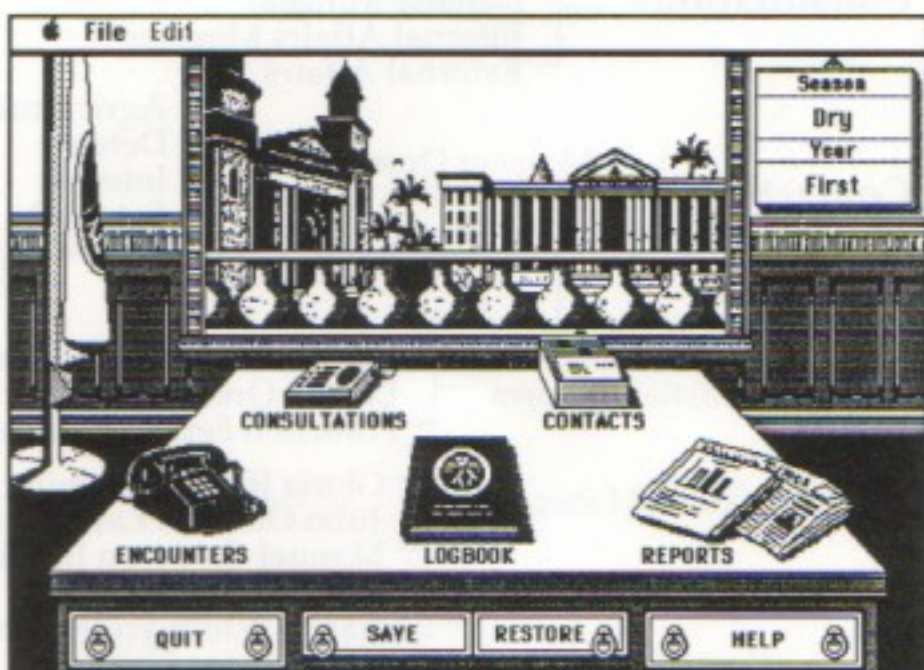 File Edit
Season
Dry
Year
First
CONSULTATIONS
CONTACTS
ENCOUNTERS
LOGBOOK
REPORTS
QUIT
SAVE
RESTORE
HELP